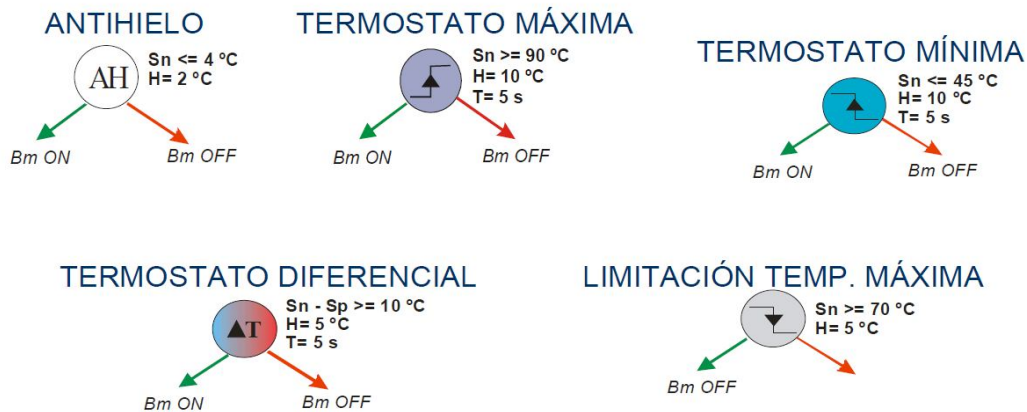 ANTIHIELO
AH
Sn <= 4 ºC
H= 2 ºC
Bm ON
Bm OFF
TERMOSTATO MÁXIMA
Sn >= 90 ºC
H= 10 ºC
T= 5 s
Bm ON
Bm OFF
TERMOSTATO MÍNIMA
Sn <= 45 ºC
H= 10 ºC
T= 5 s
Bm ON
Bm OFF
TERMOSTATO DIFERENCIAL
▲T
Sn - Sp >= 10 ºC
H= 5 ºC
T= 5 s
Bm ON
Bm OFF
LIMITACIÓN TEMP. MÁXIMA
Sn >= 70 ºC
H= 5 ºC
Bm OFF